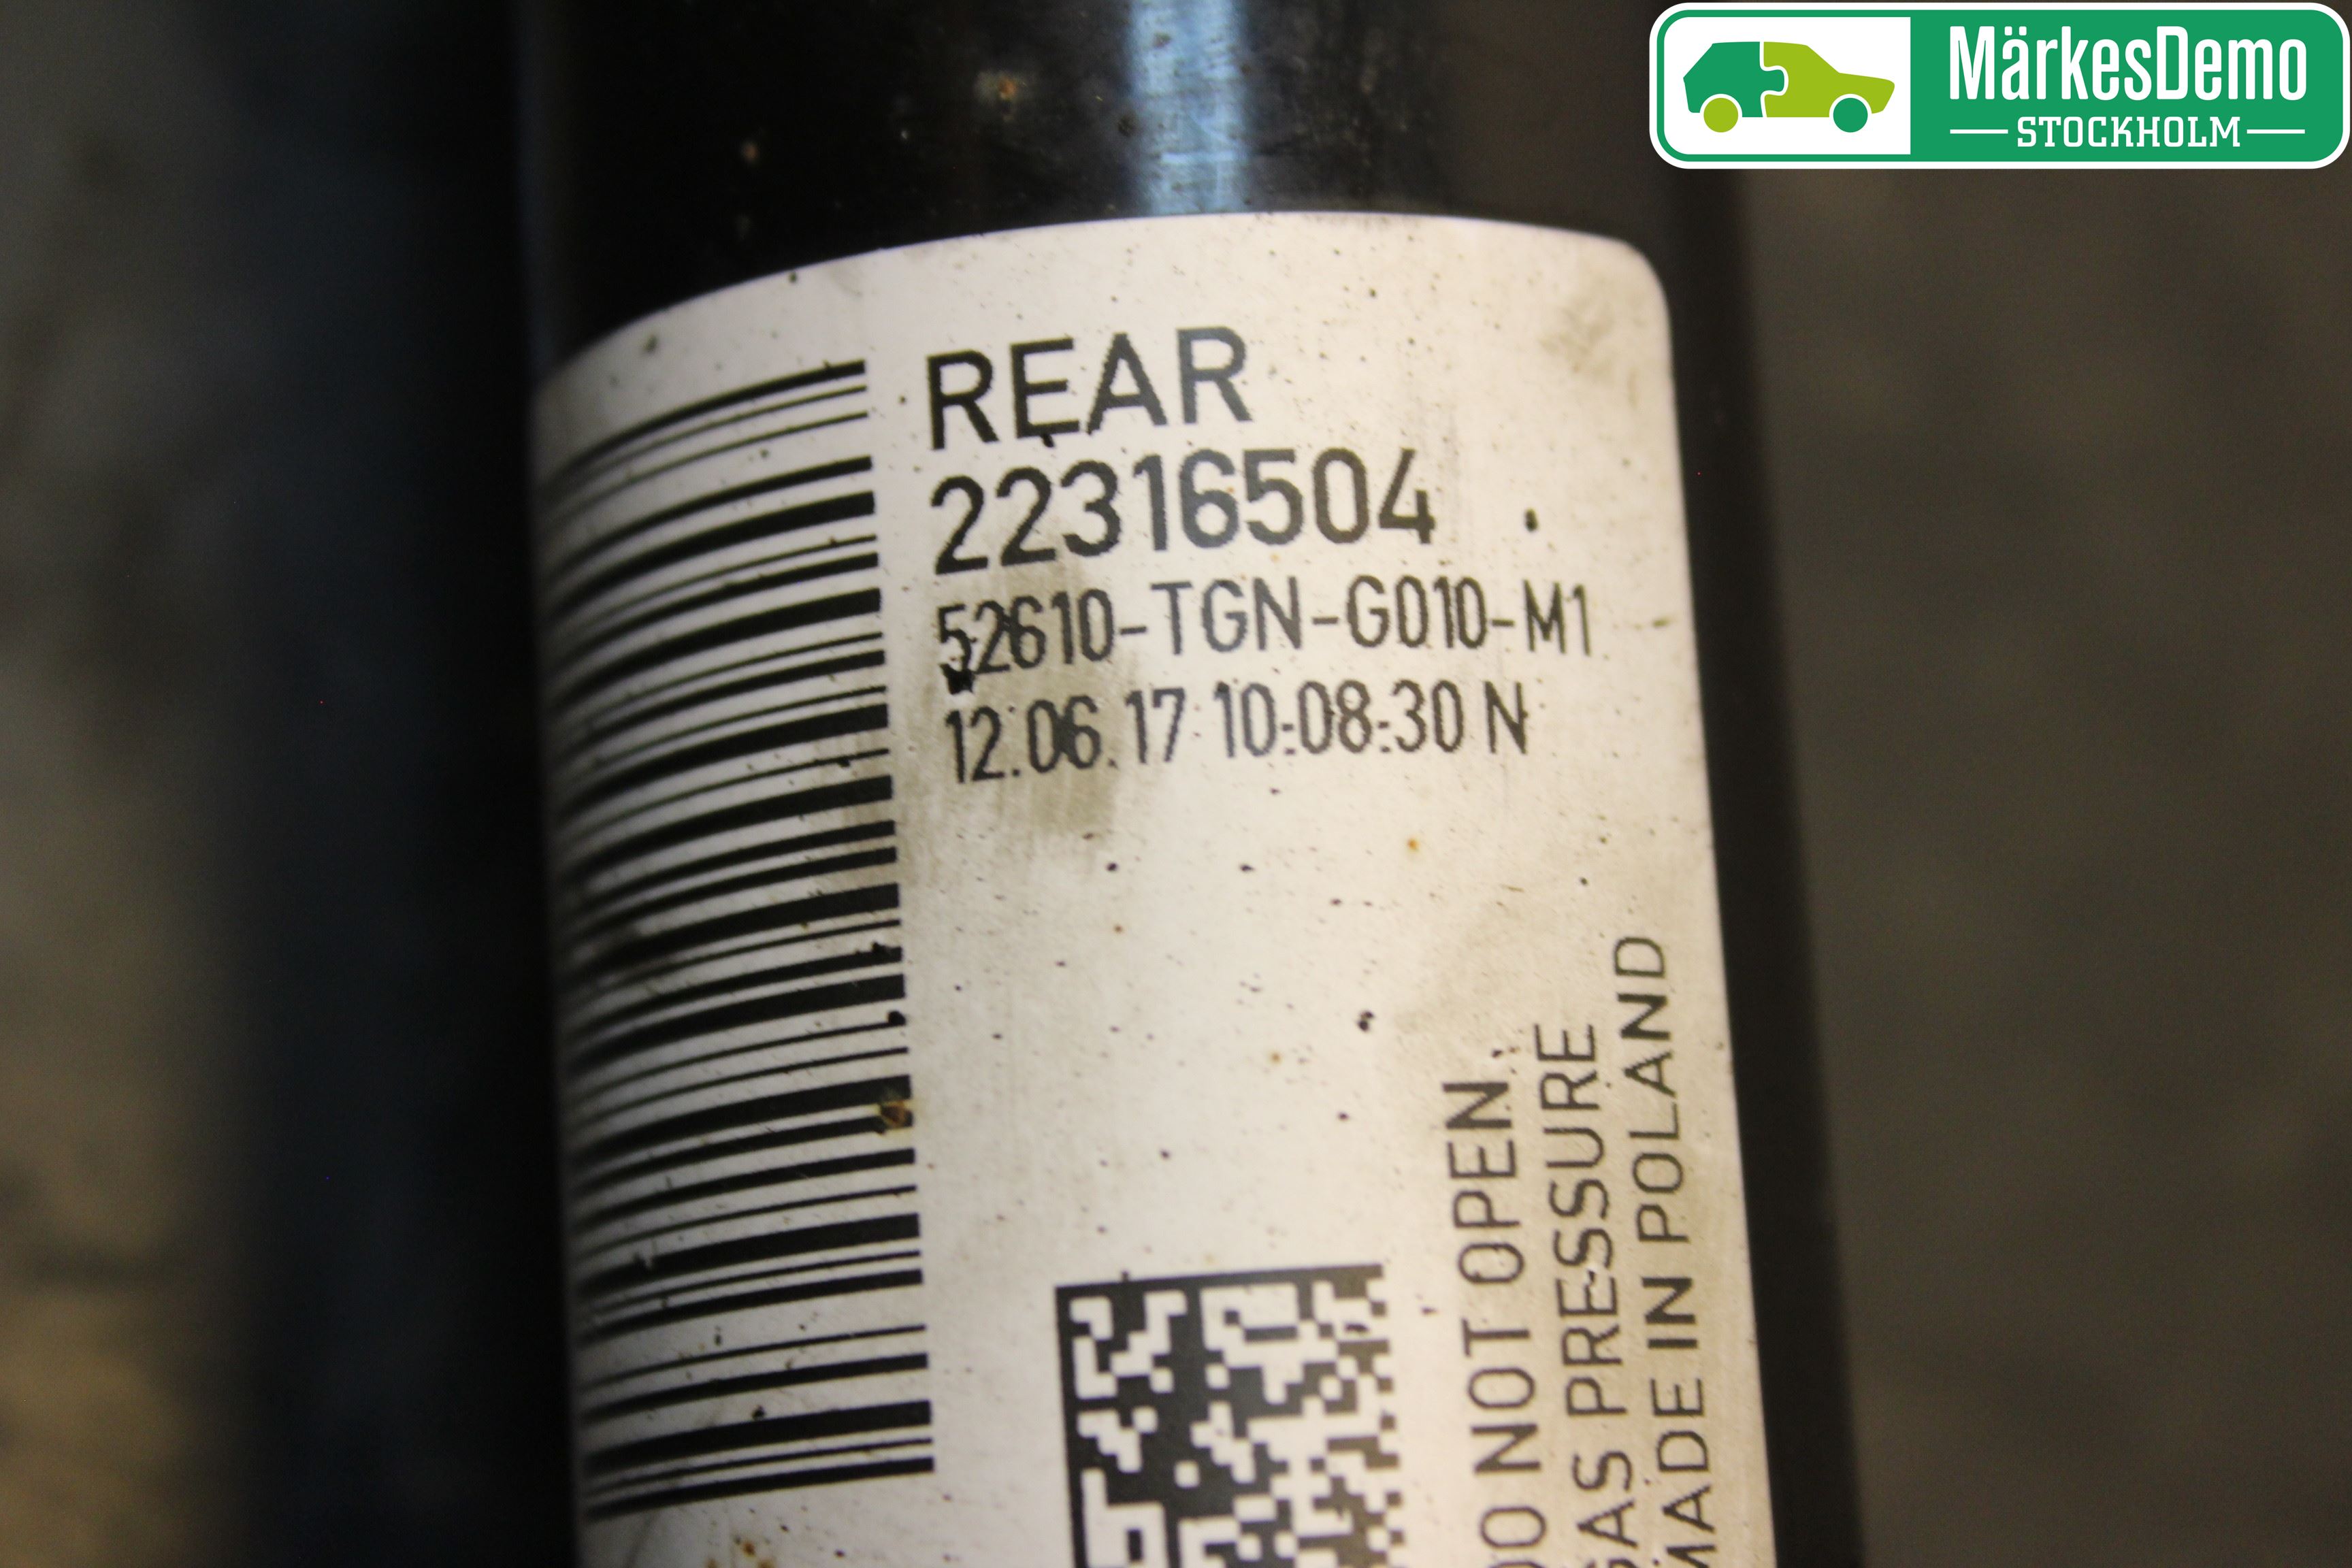 MärkesDemo
STOCKHOLM
REAR
22316504
52610-TGN-G010-M1
12.06.17 10:08:30 N
DO NOT OPEN
GAS PRESSURE
MADE IN POLAND